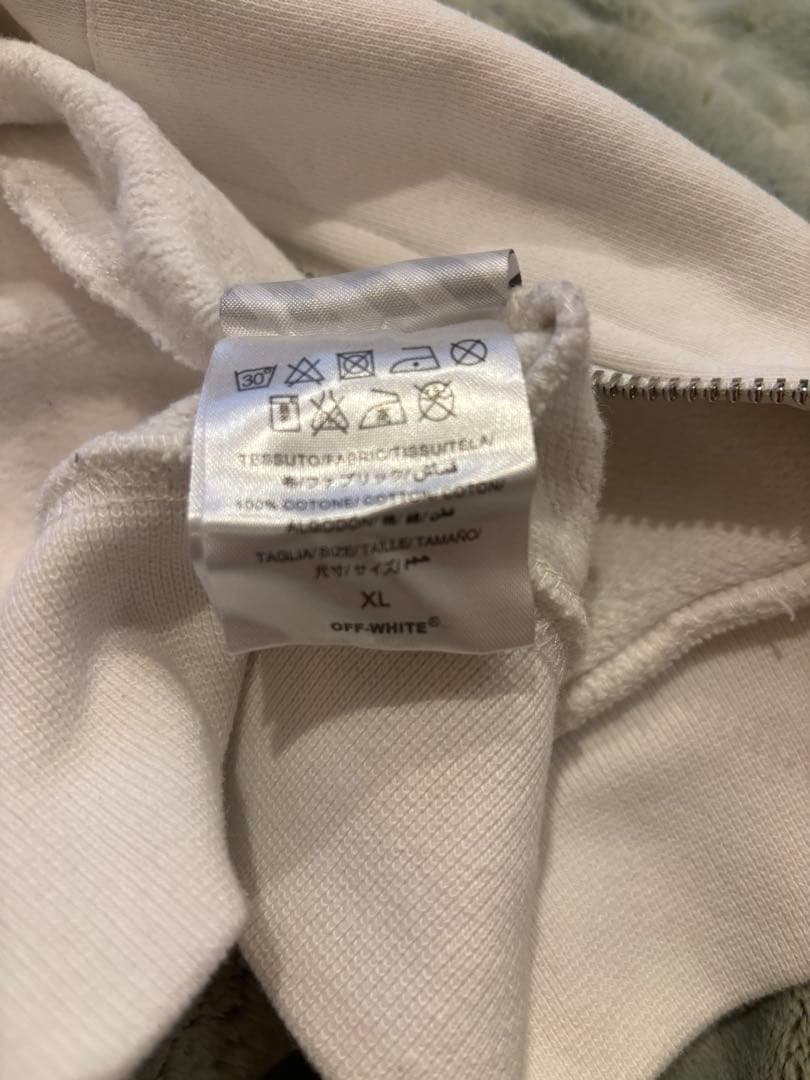 30°
TESSUTO/FABRIC/TISSU/TELA/
布/ファブリック/قماش/
100% COTONE/ COTTON/ COTON/
ALGODÓN/ 棉/ 綿/ قطن/
TAGLIA/ SIZE/ TAILLE/ TAMAÑO/
尺寸/ サイズ/ حجم
XL
OFF-WHITE®